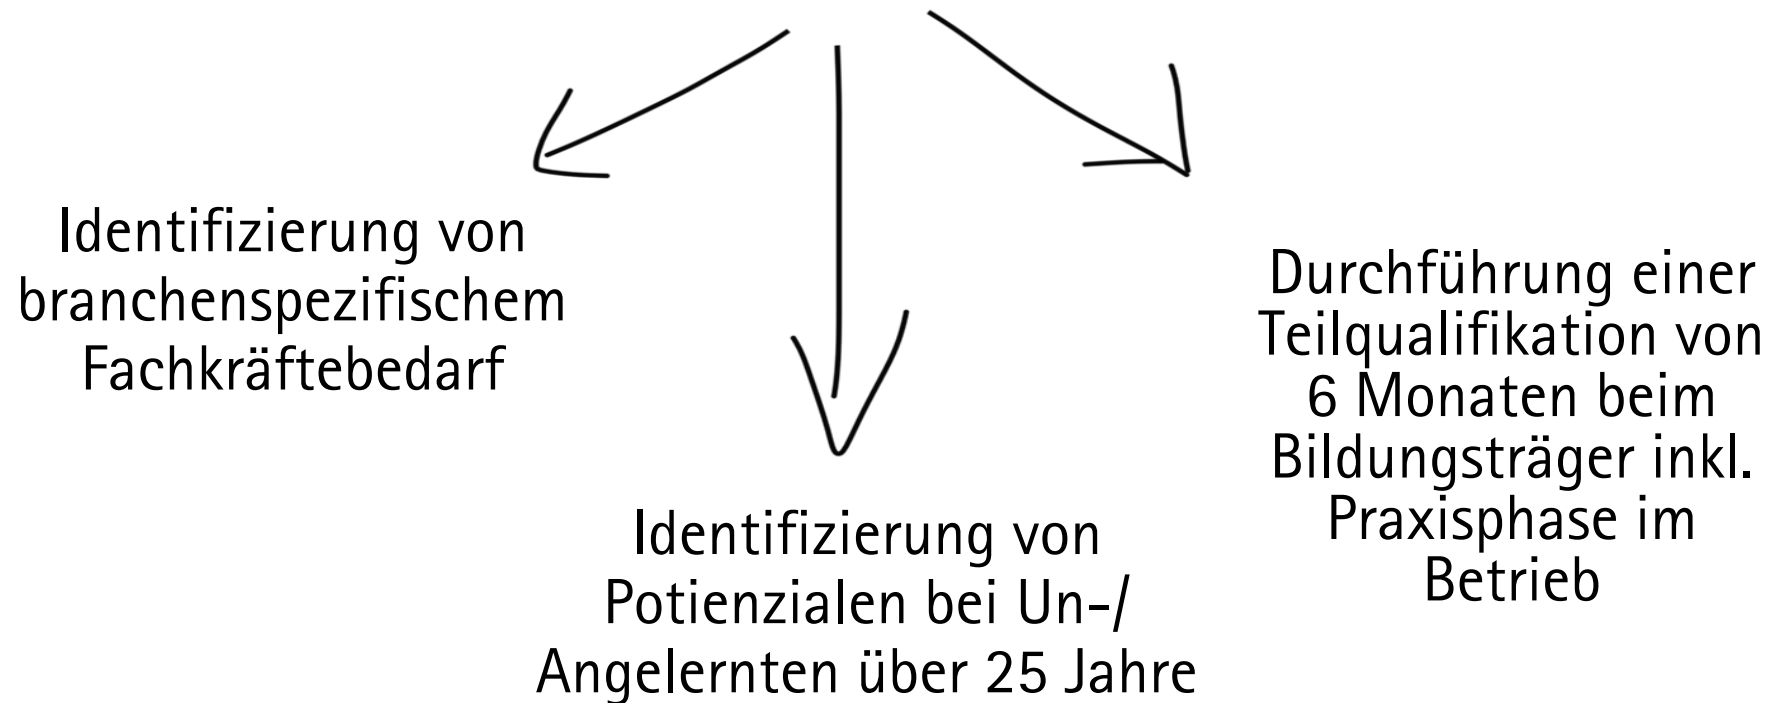 Identifizierung von
branchenspezifischem
Fachkräftebedarf
Identifizierung von
Potienzialen bei Un-/
Angelernten über 25 Jahre
Durchführung einer
Teilqualifikation von
6 Monaten beim
Bildungsträger inkl.
Praxisphase im
Betrieb